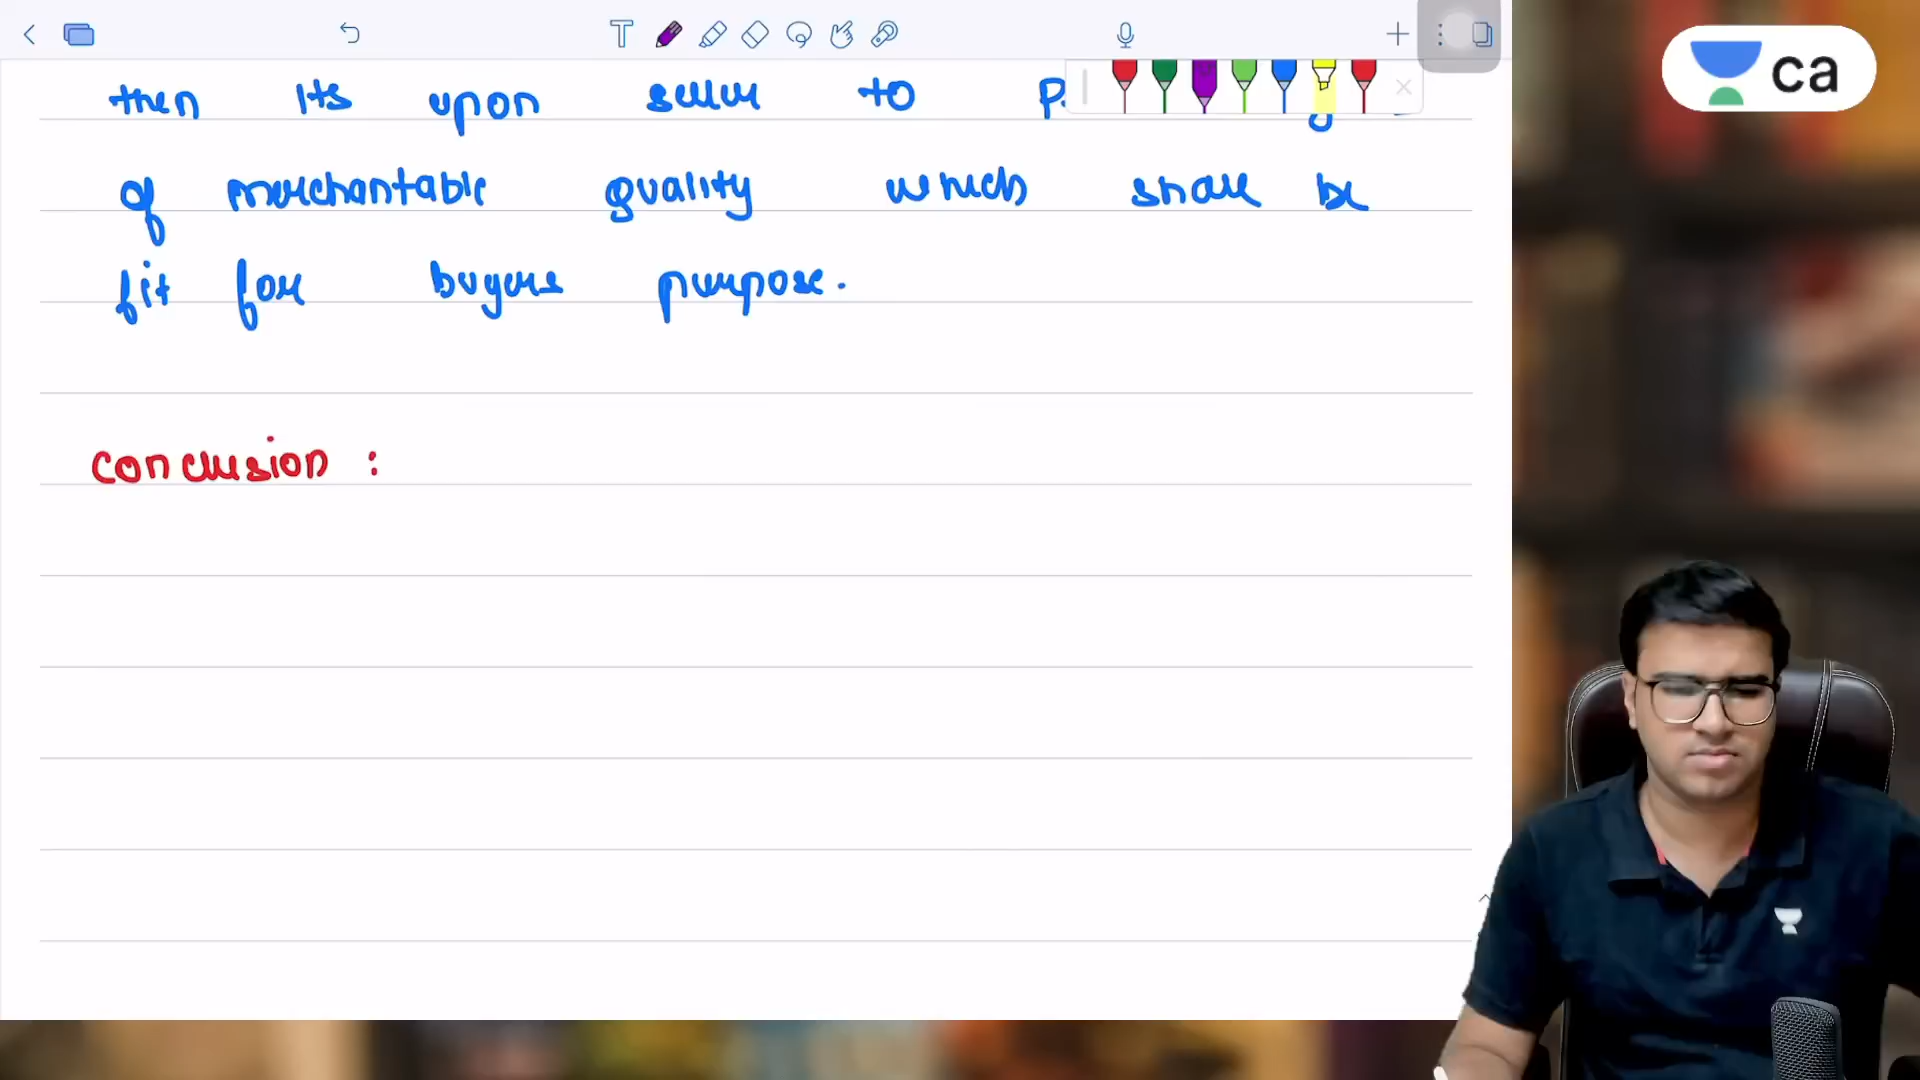 then its upon seller to
of merchantable quality which shall be
fit for buyers purpose.
conclusion :
ca